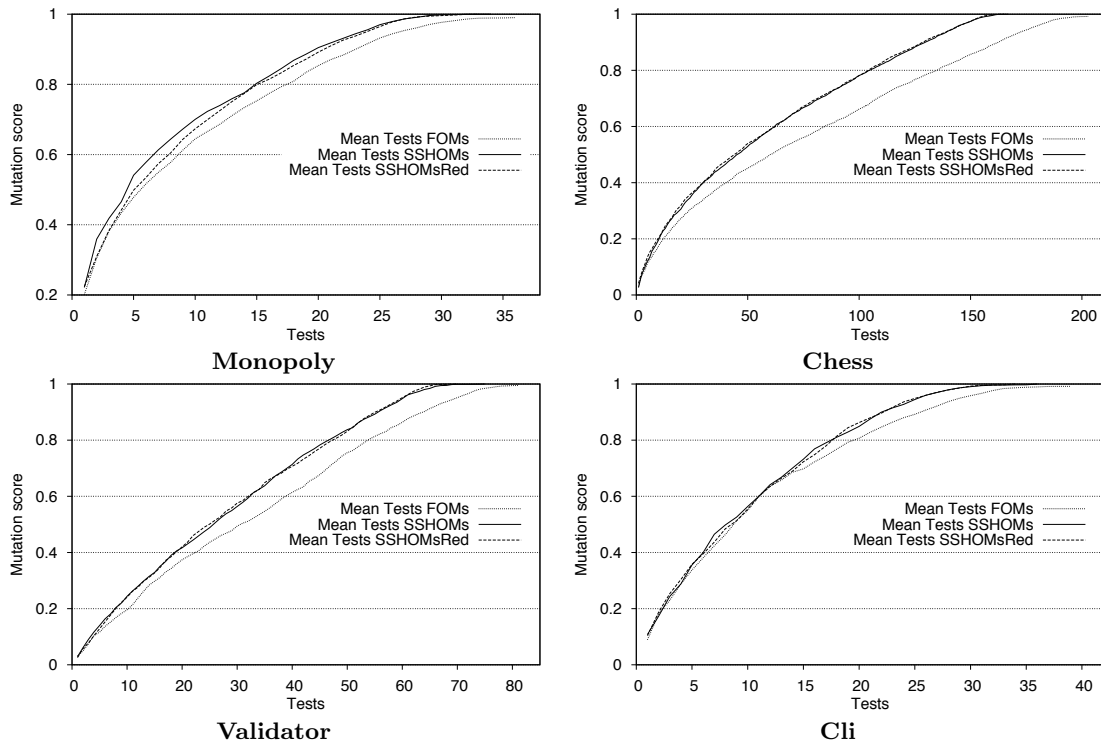 1
0.8
0.6
0.4
0.2
Mutation score
Mean Tests FOMs
Mean Tests SSHOMs
Mean Tests SSHOMsRed
0 5 10 15 20 25 30 35
Tests
Monopoly
1
0.8
0.6
0.4
0.2
0
Mutation score
Mean Tests FOMs
Mean Tests SSHOMs
Mean Tests SSHOMsRed
0 50 100 150 200
Tests
Chess
1
0.8
0.6
0.4
0.2
0
Mutation score
Mean Tests FOMs
Mean Tests SSHOMs
Mean Tests SSHOMsRed
0 10 20 30 40 50 60 70 80
Tests
Validator
1
0.8
0.6
0.4
0.2
0
Mutation score
Mean Tests FOMs
Mean Tests SSHOMs
Mean Tests SSHOMsRed
0 5 10 15 20 25 30 35 40
Tests
Cli